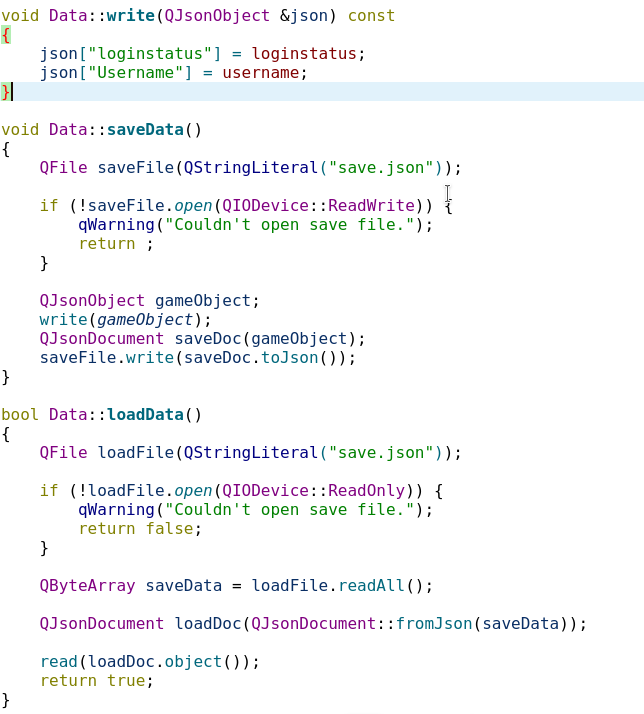 void Data::write(QJsonObject &json) const
{
    json["loginstatus"] = loginstatus;
    json["Username"] = username;
}

void Data::saveData()
{
    QFile saveFile(QStringLiteral("save.json"));

    if (!saveFile.open(QIODevice::ReadWrite)) {
        qWarning("Couldn't open save file.");
        return ;
    }

    QJsonObject gameObject;
    write(gameObject);
    QJsonDocument saveDoc(gameObject);
    saveFile.write(saveDoc.toJson());
}

bool Data::loadData()
{
    QFile loadFile(QStringLiteral("save.json"));

    if (!loadFile.open(QIODevice::ReadOnly)) {
        qWarning("Couldn't open save file.");
        return false;
    }

    QByteArray saveData = loadFile.readAll();

    QJsonDocument loadDoc(QJsonDocument::fromJson(saveData));

    read(loadDoc.object());
    return true;
}